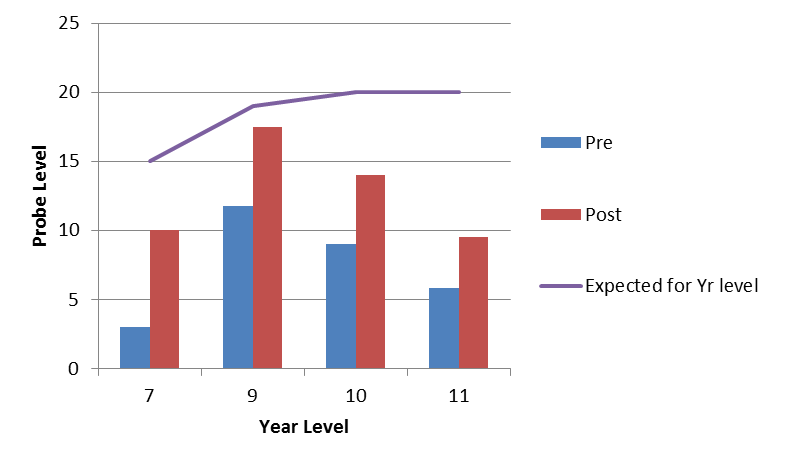 25
20
15
10
5
0
Probe Level
7 9 10 11
Year Level
Pre
Post
Expected for Yr level